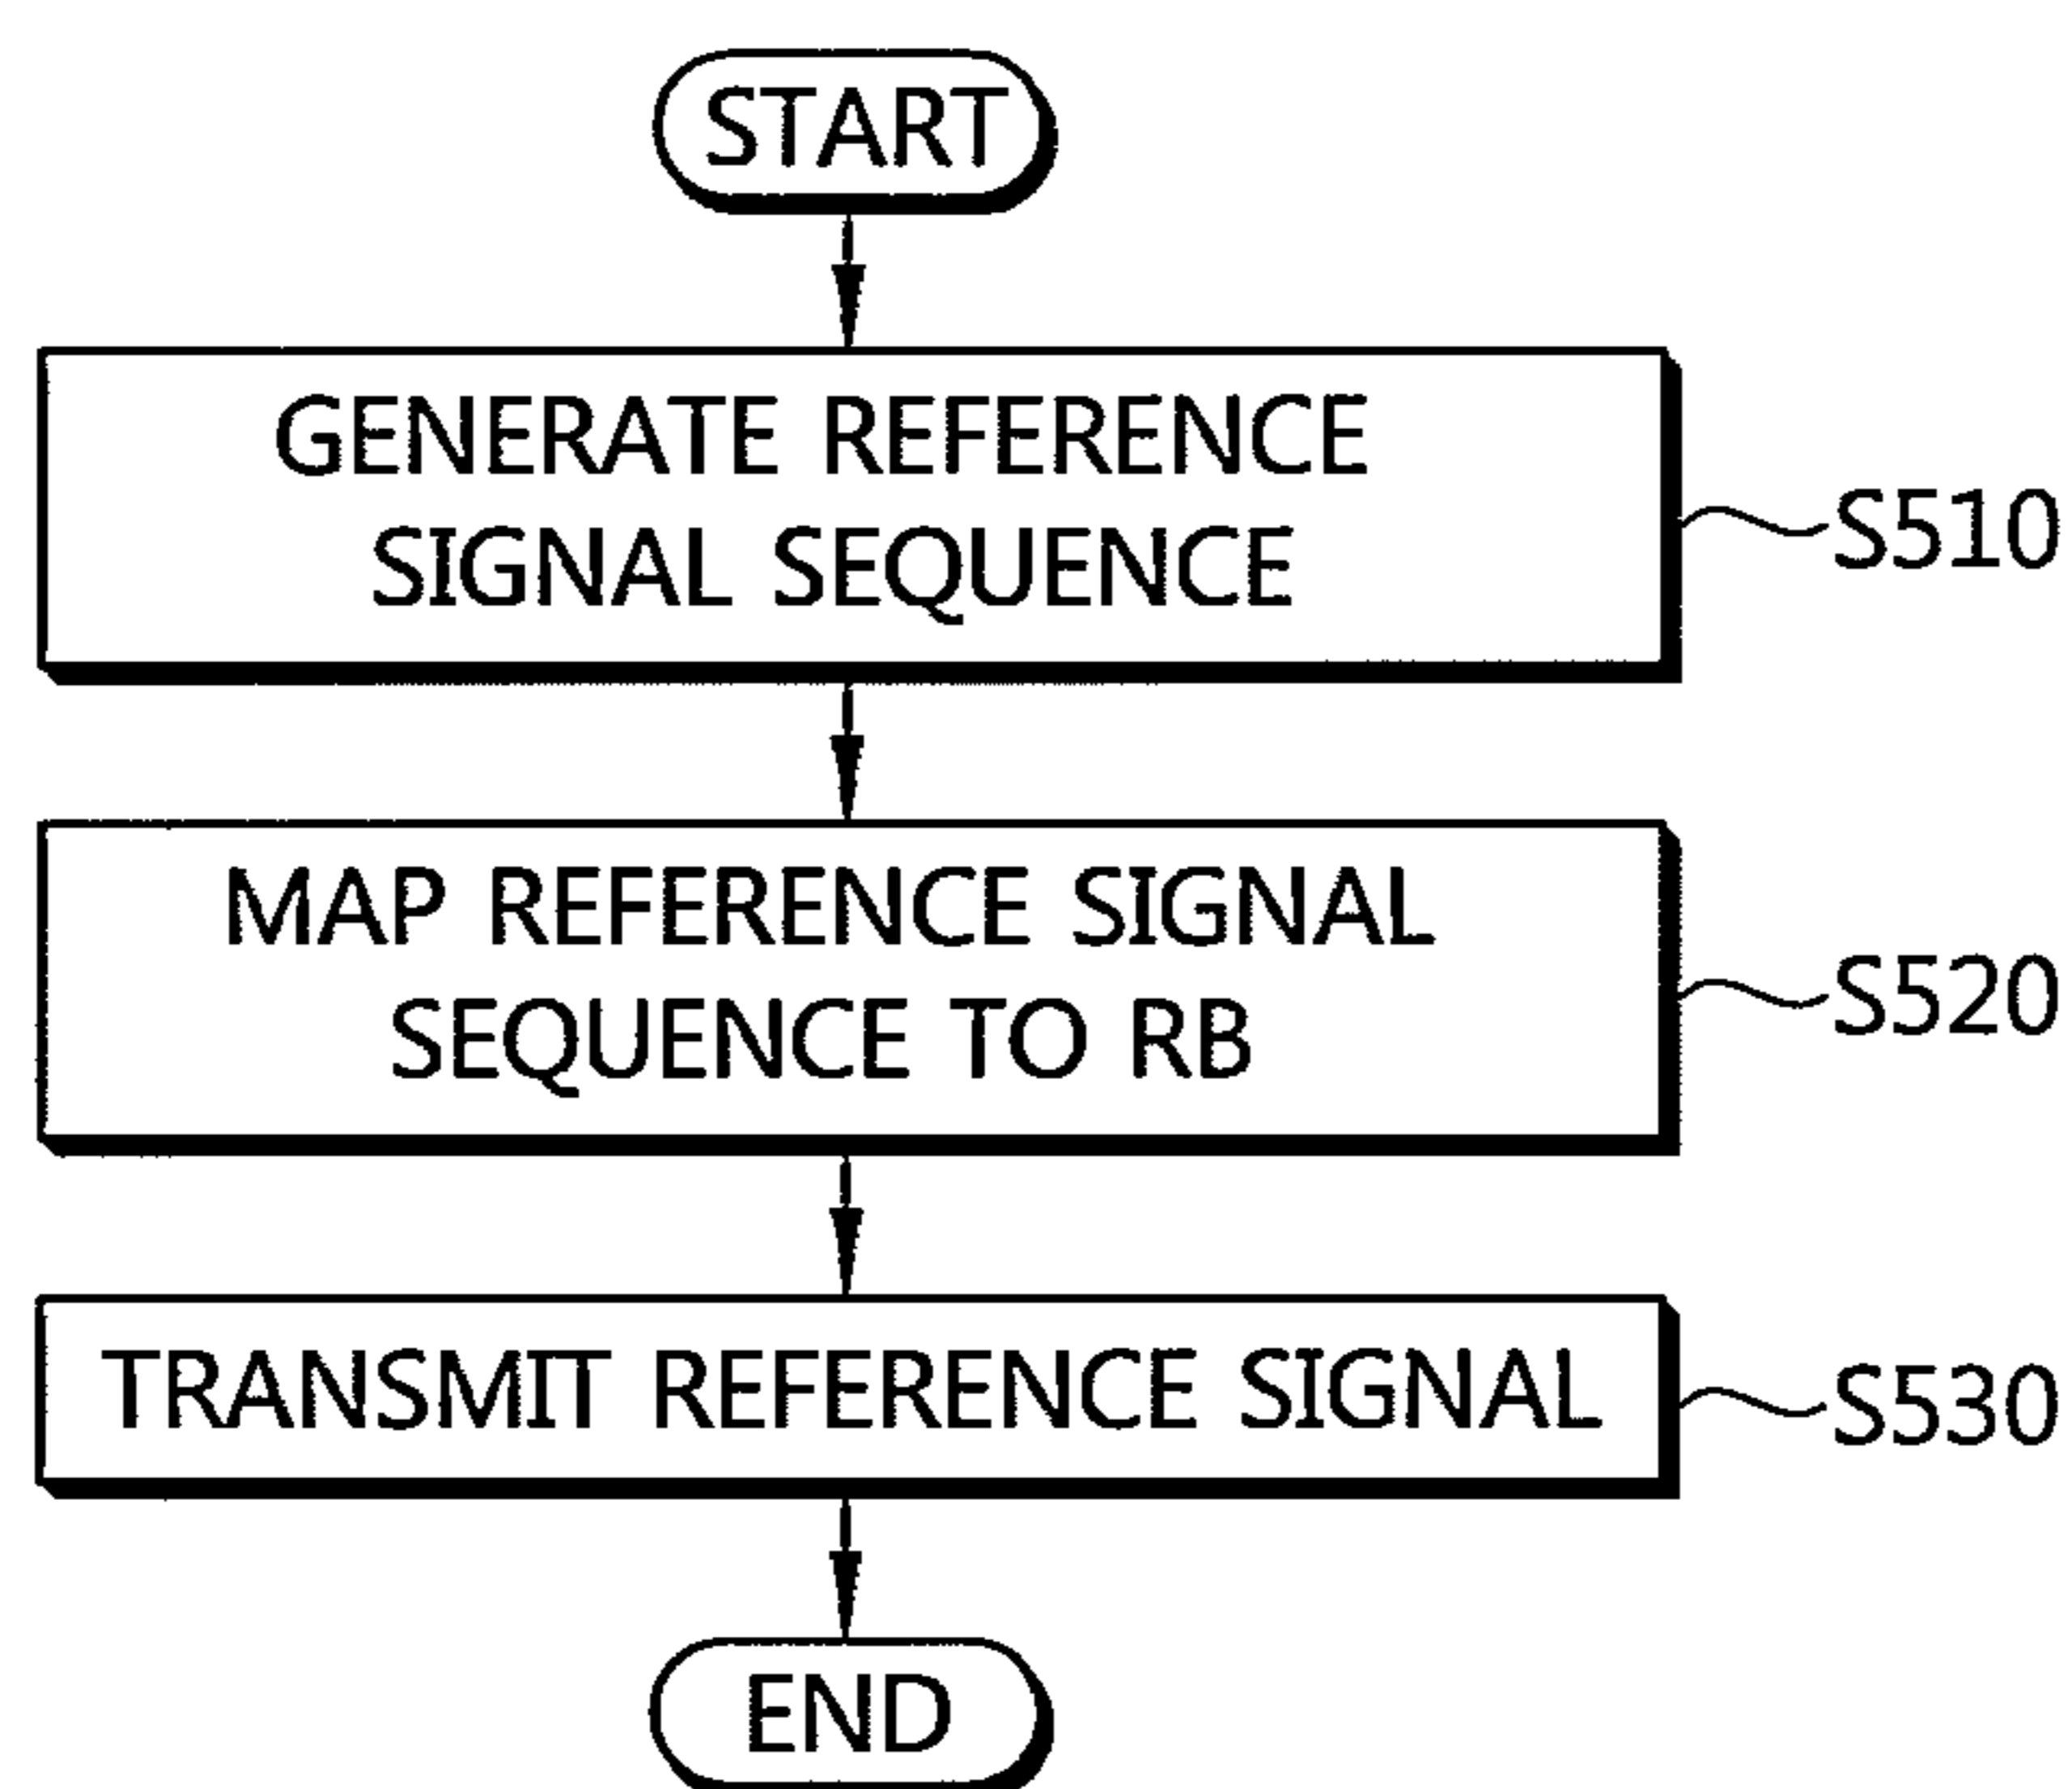 START
GENERATE REFERENCE
SIGNAL SEQUENCE
S510
MAP REFERENCE SIGNAL
SEQUENCE TO RB
S520
TRANSMIT REFERENCE SIGNAL
S530
END